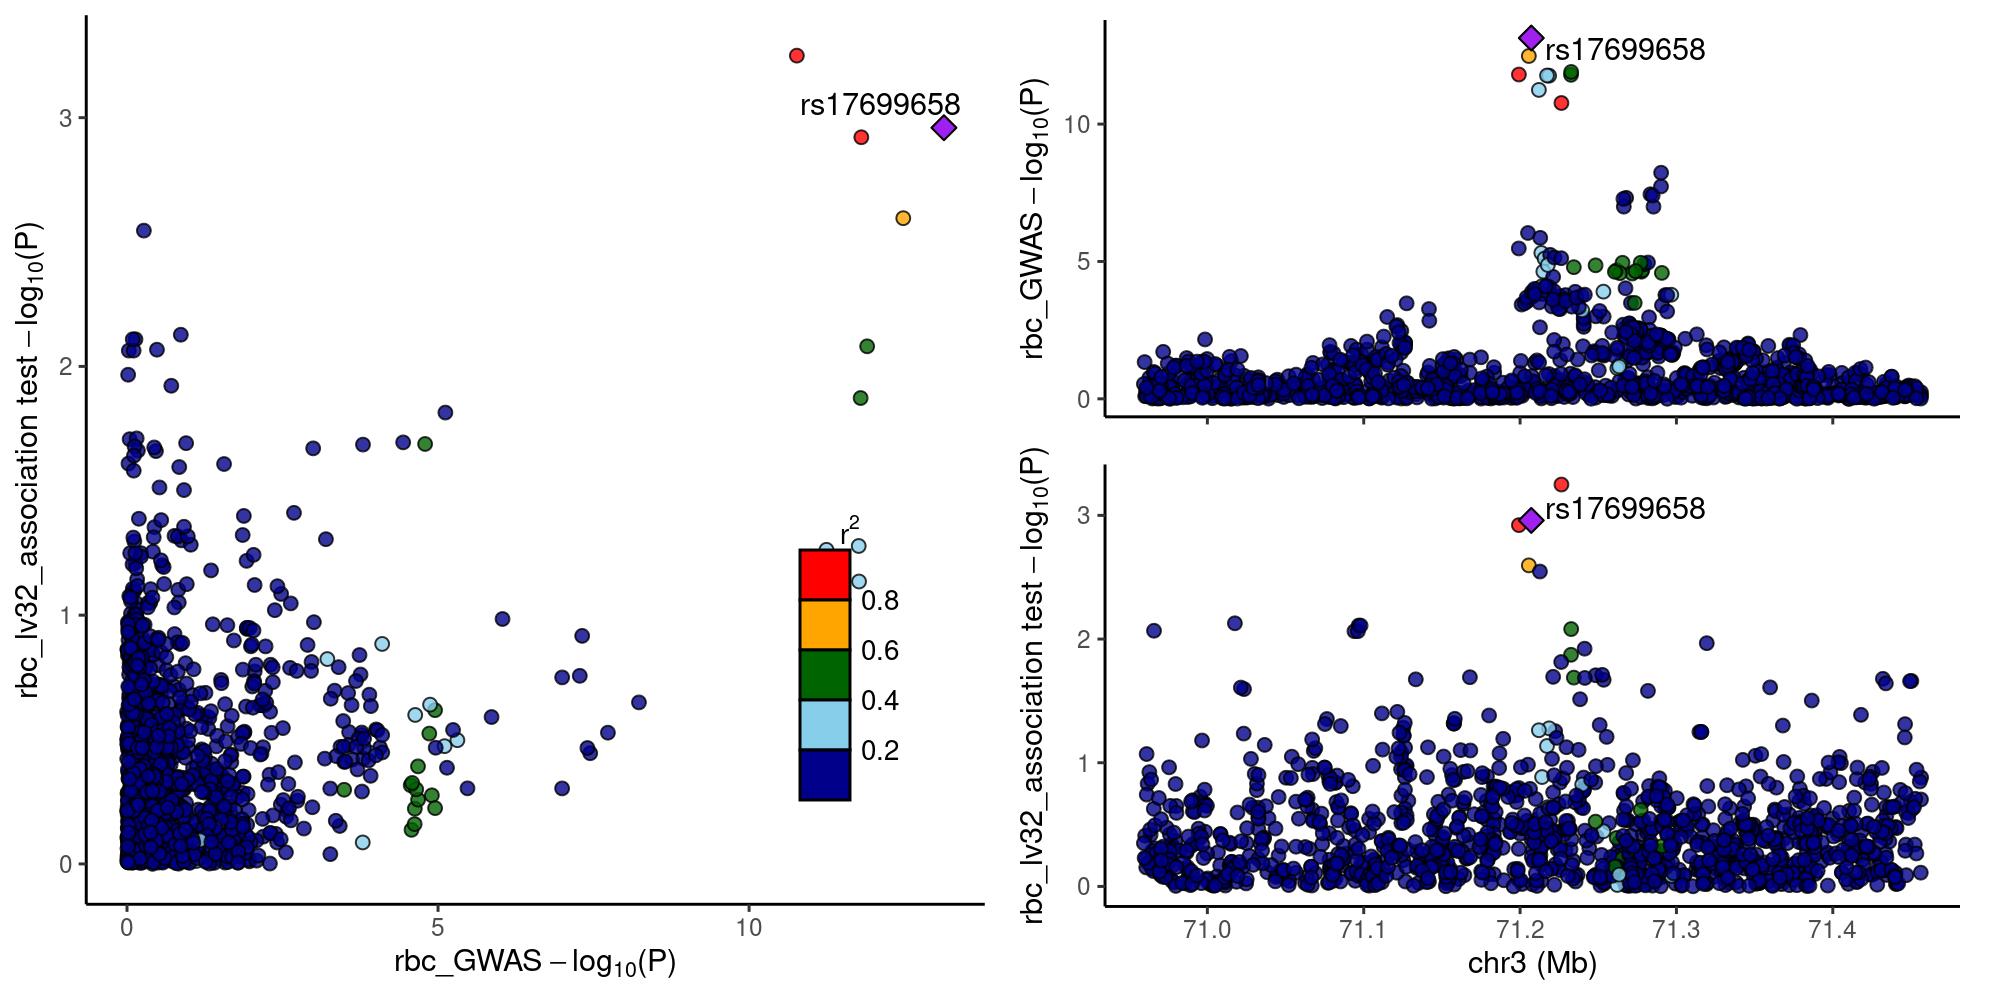 rbc_lv32_association test −log₁₀(P)
3
2
1
0
0
5
10
rbc_GWAS −log₁₀(P)
rs17699658
r²
0.8
0.6
0.4
0.2
rbc_GWAS −log₁₀(P)
10
5
0
rs17699658
rbc_lv32_association test −log₁₀(P)
3
2
1
0
rs17699658
71.0
71.1
71.2
71.3
71.4
chr3 (Mb)